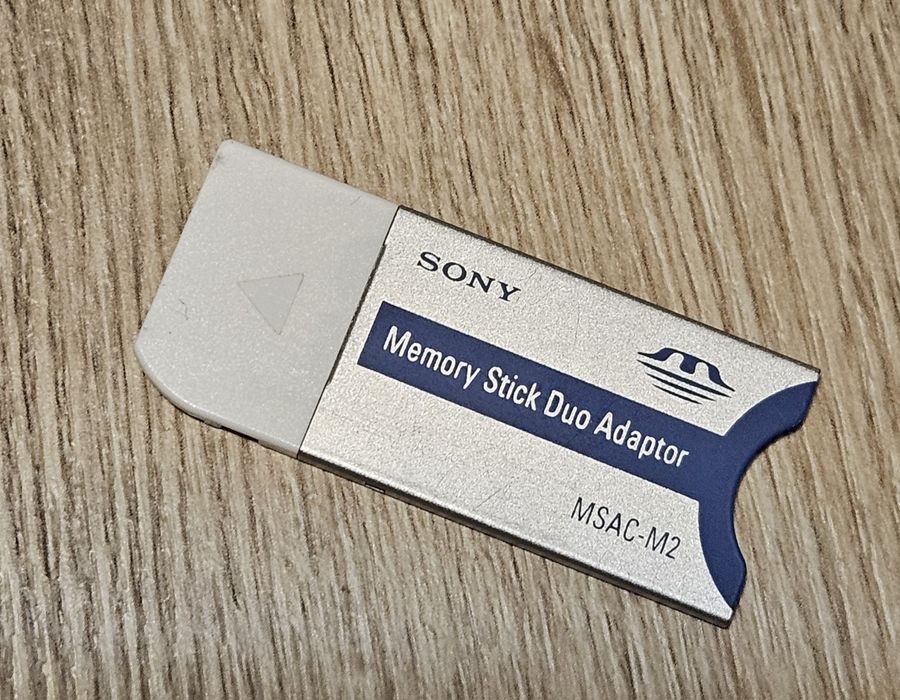 SONY
Memory Stick Duo Adaptor
MSAC-M2